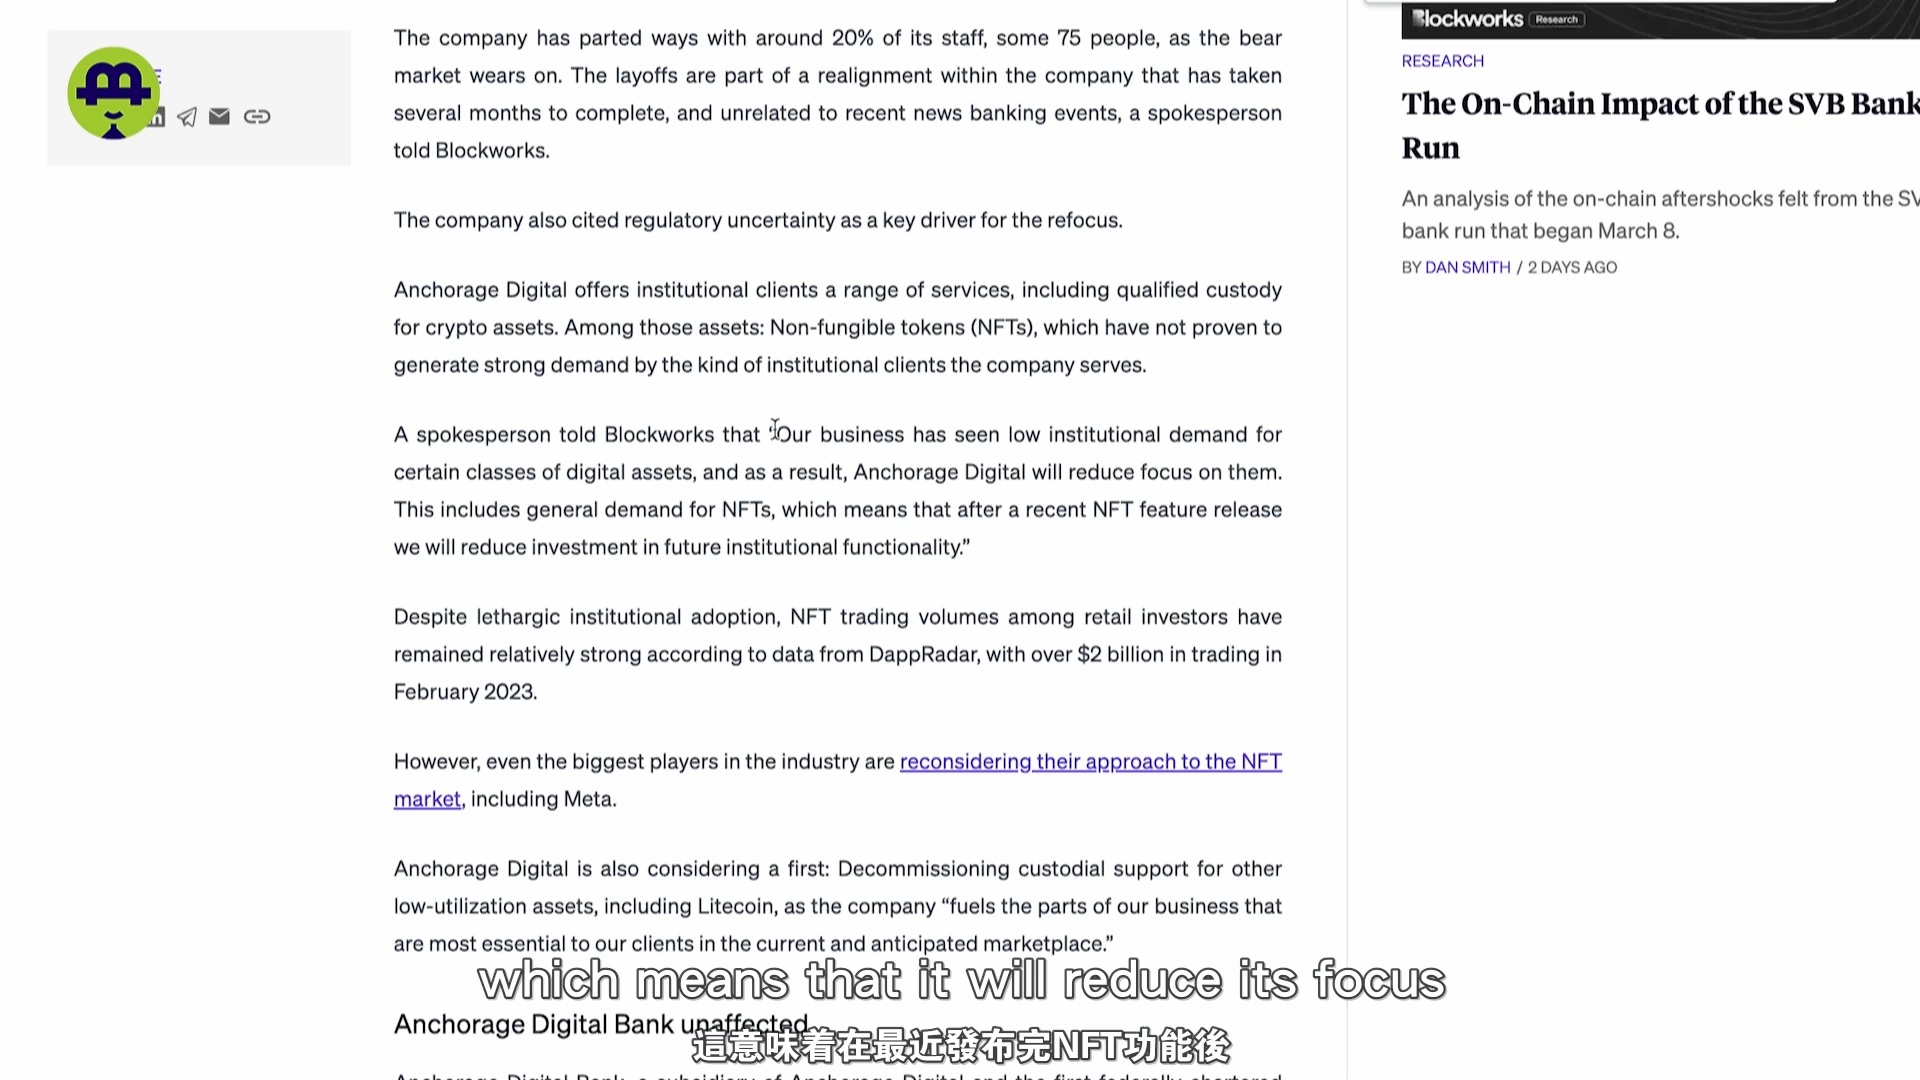 The company has parted ways with around 20% of its staff, some 75 people, as the bear
market wears on. The layoffs are part of a realignment within the company that has taken
several months to complete, and unrelated to recent news banking events, a spokesperson
told Blockworks.
The company also cited regulatory uncertainty as a key driver for the refocus.
Anchorage Digital offers institutional clients a range of services, including qualified custody
for crypto assets. Among those assets: Non-fungible tokens (NFTs), which have not proven to
generate strong demand by the kind of institutional clients the company serves.
A spokesperson told Blockworks that “Our business has seen low institutional demand for
certain classes of digital assets, and as a result, Anchorage Digital will reduce focus on them.
This includes general demand for NFTs, which means that after a recent NFT feature release
we will reduce investment in future institutional functionality.”
Despite lethargic institutional adoption, NFT trading volumes among retail investors have
remained relatively strong according to data from DappRadar, with over $2 billion in trading in
February 2023.
However, even the biggest players in the industry are reconsidering their approach to the NFT
market, including Meta.
Anchorage Digital is also considering a first: Decommissioning custodial support for other
low-utilization assets, including Litecoin, as the company “fuels the parts of our business that
are most essential to our clients in the current and anticipated marketplace.”
which means that it will reduce its focus
Anchorage Digital Bank unaffected
這意味着在最近發布完NFT功能後
Blockworks Research
RESEARCH
The On-Chain Impact of the SVB Bank
Run
An analysis of the on-chain aftershocks felt from the SV
bank run that began March 8.
BY DAN SMITH / 2 DAYS AGO